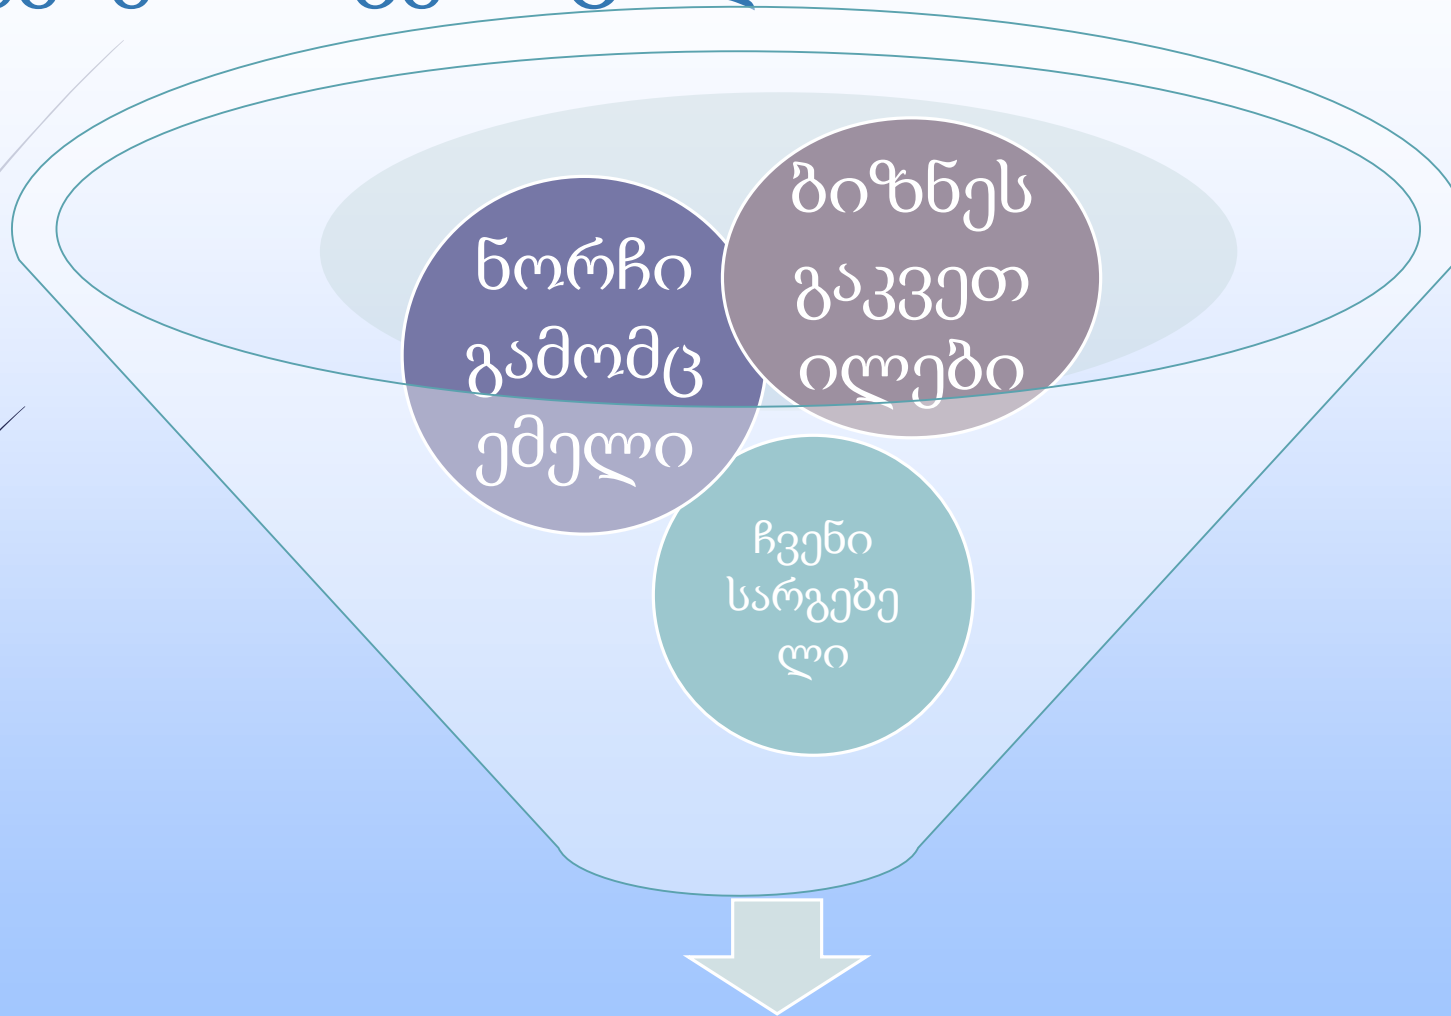 ნორჩი
გამომც
ემელი
ბიზნეს
გაკვეთ
ილები
ჩვენი
სარგებე
ლი